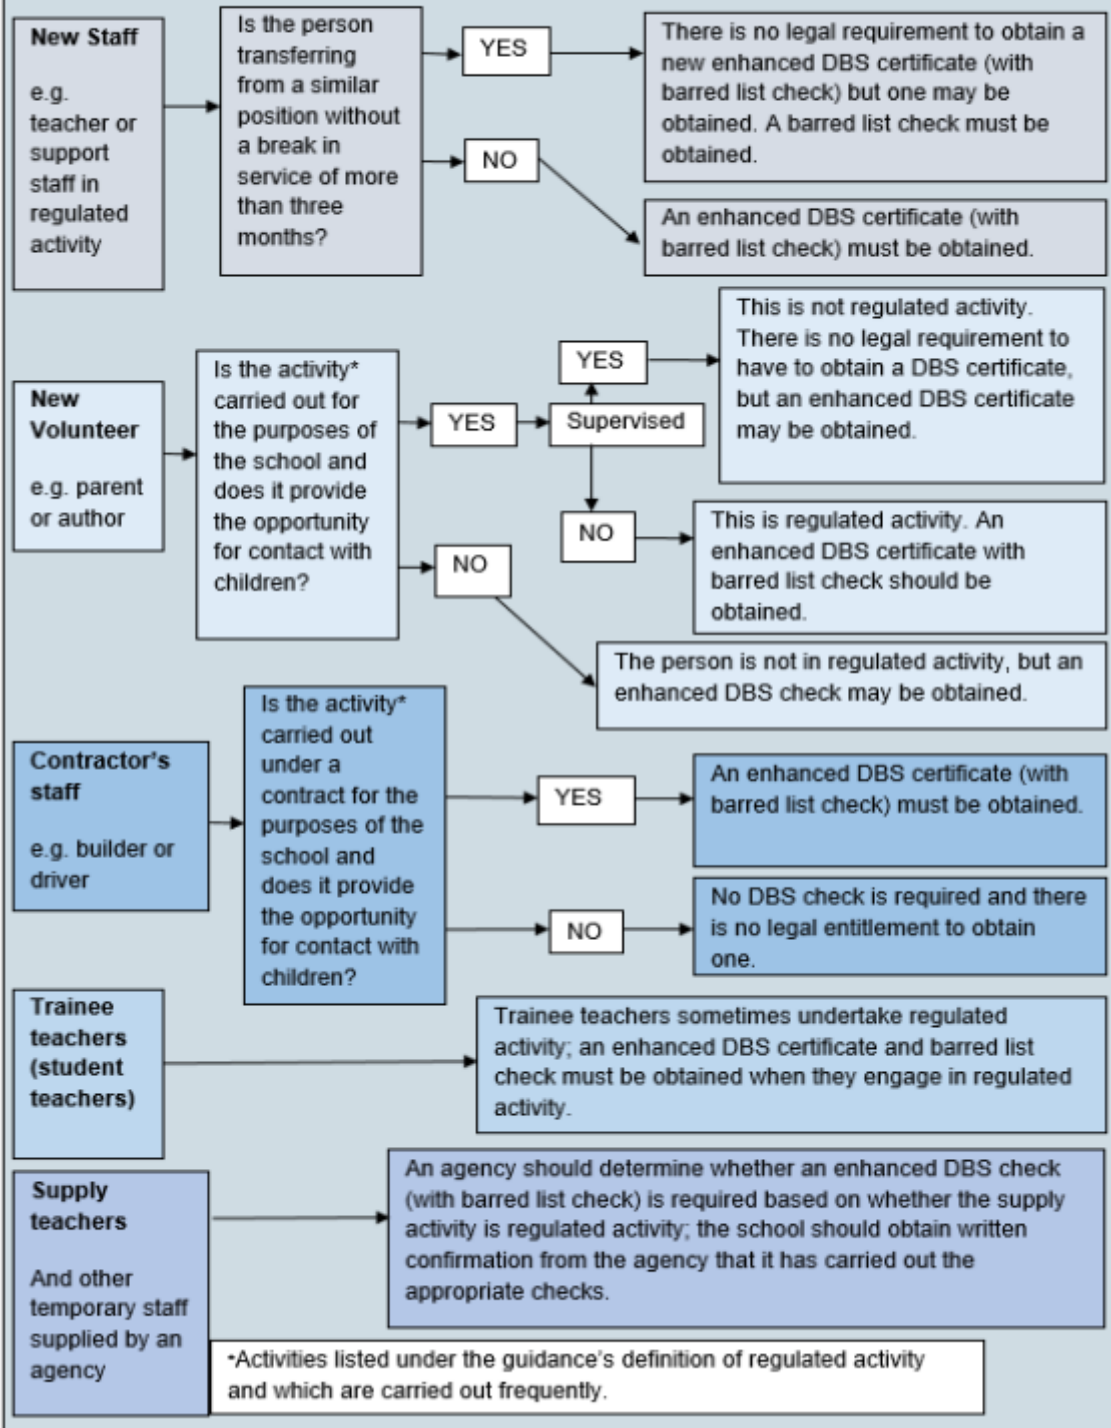 New Staff
e.g.
teacher or
support
staff in
regulated
activity
Is the person
transferring
from a similar
position without
a break in
service of more
than three
months?
YES
There is no legal requirement to obtain a
new enhanced DBS certificate (with
barred list check) but one may be
obtained. A barred list check must be
obtained.
NO
An enhanced DBS certificate (with
barred list check) must be obtained.
New
Volunteer
e.g. parent
or author
Is the activity*
carried out for
the purposes of
the school and
does it provide
the opportunity
for contact with
children?
YES
Supervised
YES
This is not regulated activity.
There is no legal requirement to
have to obtain a DBS certificate,
but an enhanced DBS certificate
may be obtained.
NO
This is regulated activity. An
enhanced DBS certificate with
barred list check should be
obtained.
NO
The person is not in regulated activity, but an
enhanced DBS check may be obtained.
Contractor's
staff
e.g. builder or
driver
Is the activity*
carried out
under a
contract for the
purposes of the
school and
does it provide
the opportunity
for contact with
children?
YES
An enhanced DBS certificate (with
barred list check) must be obtained.
NO
No DBS check is required and there
is no legal entitlement to obtain
one.
Trainee
teachers
(student
teachers)
Trainee teachers sometimes undertake regulated
activity; an enhanced DBS certificate and barred list
check must be obtained when they engage in regulated
activity.
Supply
teachers
And other
temporary staff
supplied by an
agency
An agency should determine whether an enhanced DBS check
(with barred list check) is required based on whether the supply
activity is regulated activity; the school should obtain written
confirmation from the agency that it has carried out the
appropriate checks.
*Activities listed under the guidance's definition of regulated activity
and which are carried out frequently.